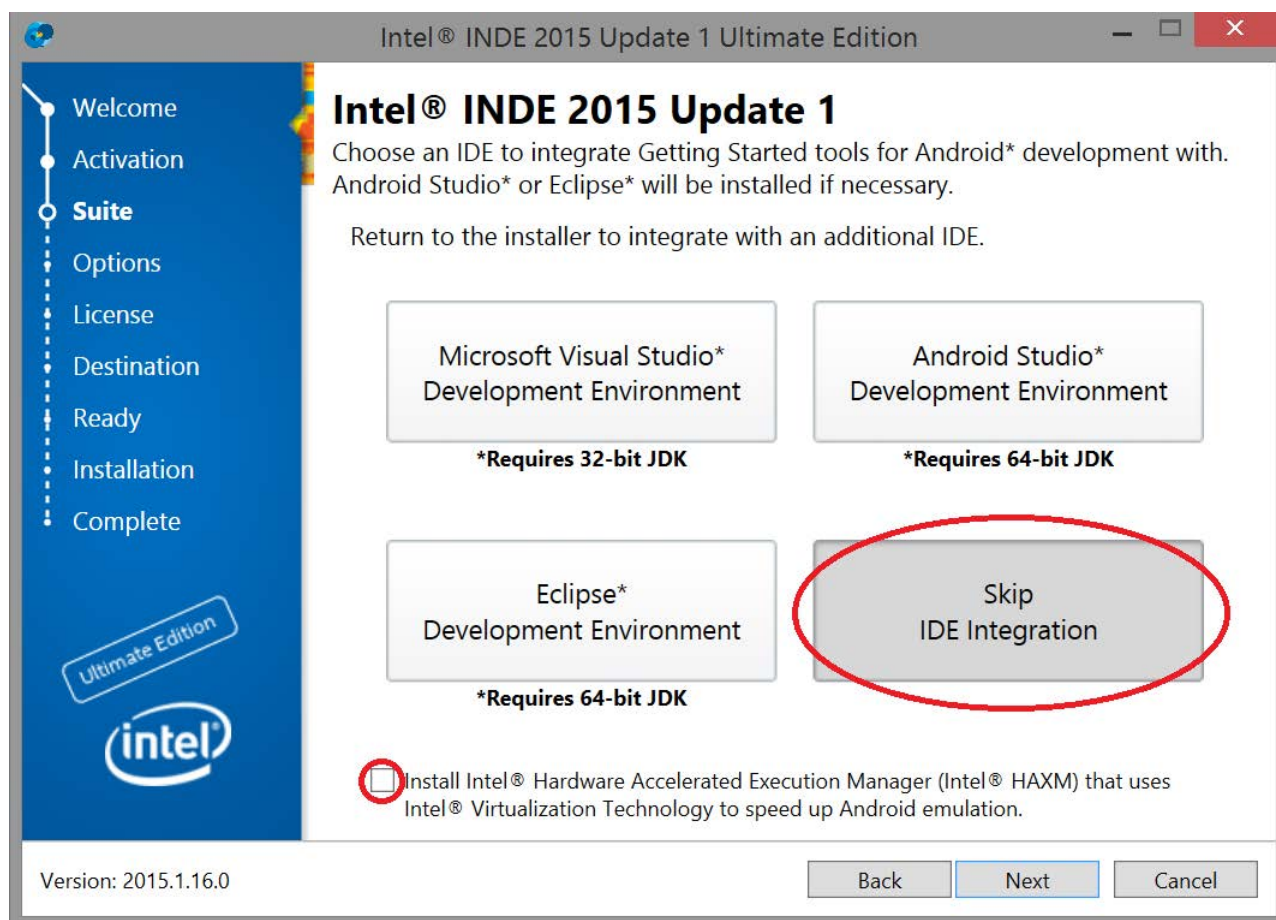 Intel® INDE 2015 Update 1 Ultimate Edition
Welcome
Activation
Suite
Options
License
Destination
Ready
Installation
Complete
Ultimate Edition
intel®
Intel® INDE 2015 Update 1
Choose an IDE to integrate Getting Started tools for Android* development with.
Android Studio* or Eclipse* will be installed if necessary.
Return to the installer to integrate with an additional IDE.
Microsoft Visual Studio*
Development Environment
*Requires 32-bit JDK
Android Studio*
Development Environment
*Requires 64-bit JDK
Eclipse*
Development Environment
*Requires 64-bit JDK
Skip
IDE Integration
Install Intel® Hardware Accelerated Execution Manager (Intel® HAXM) that uses
Intel® Virtualization Technology to speed up Android emulation.
Version: 2015.1.16.0
Back
Next
Cancel